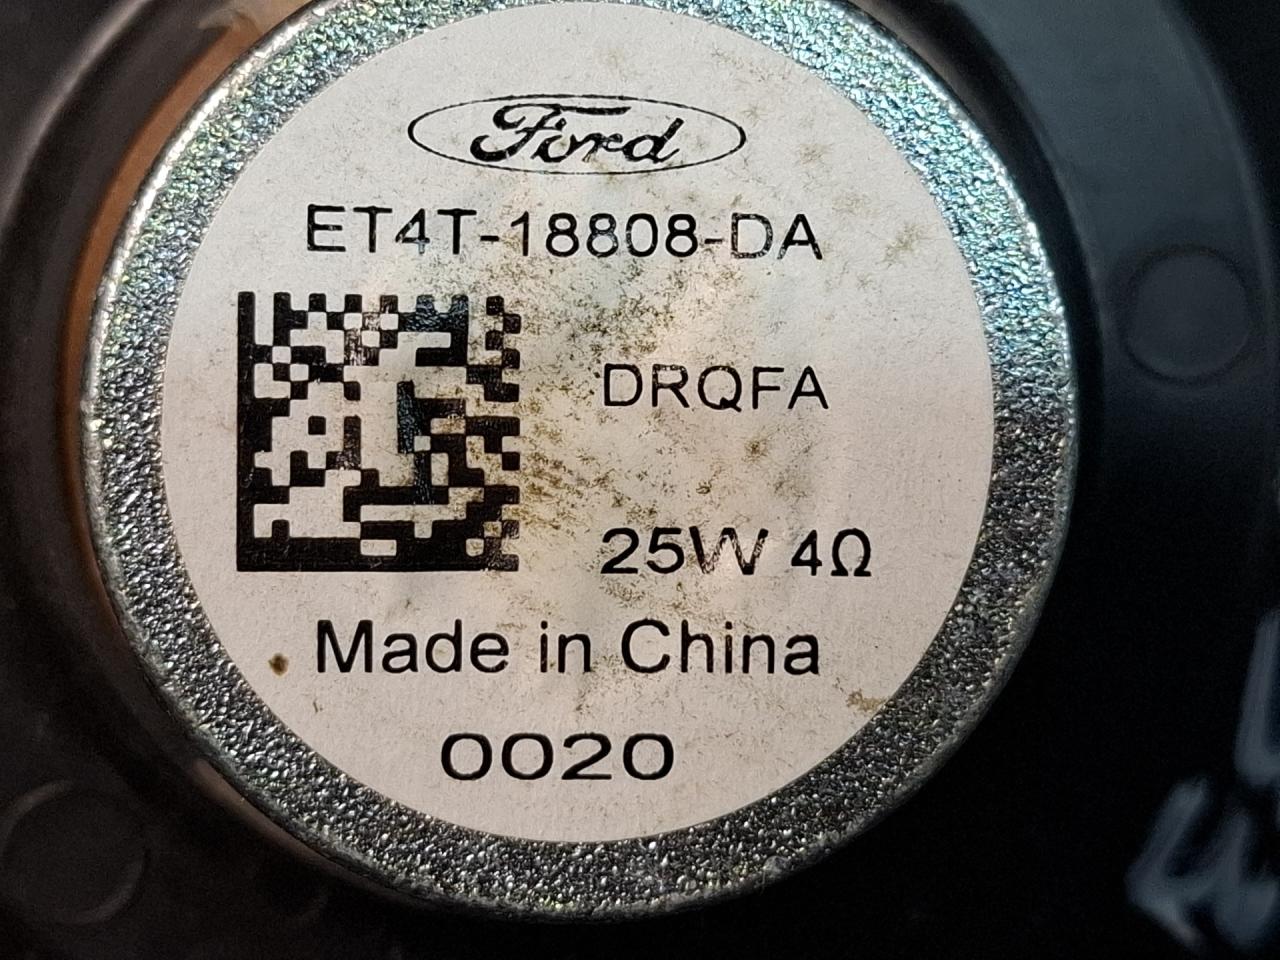 Ford
ET4T-18808-DA
DRQFA
25W 4Ω
Made in China
0020